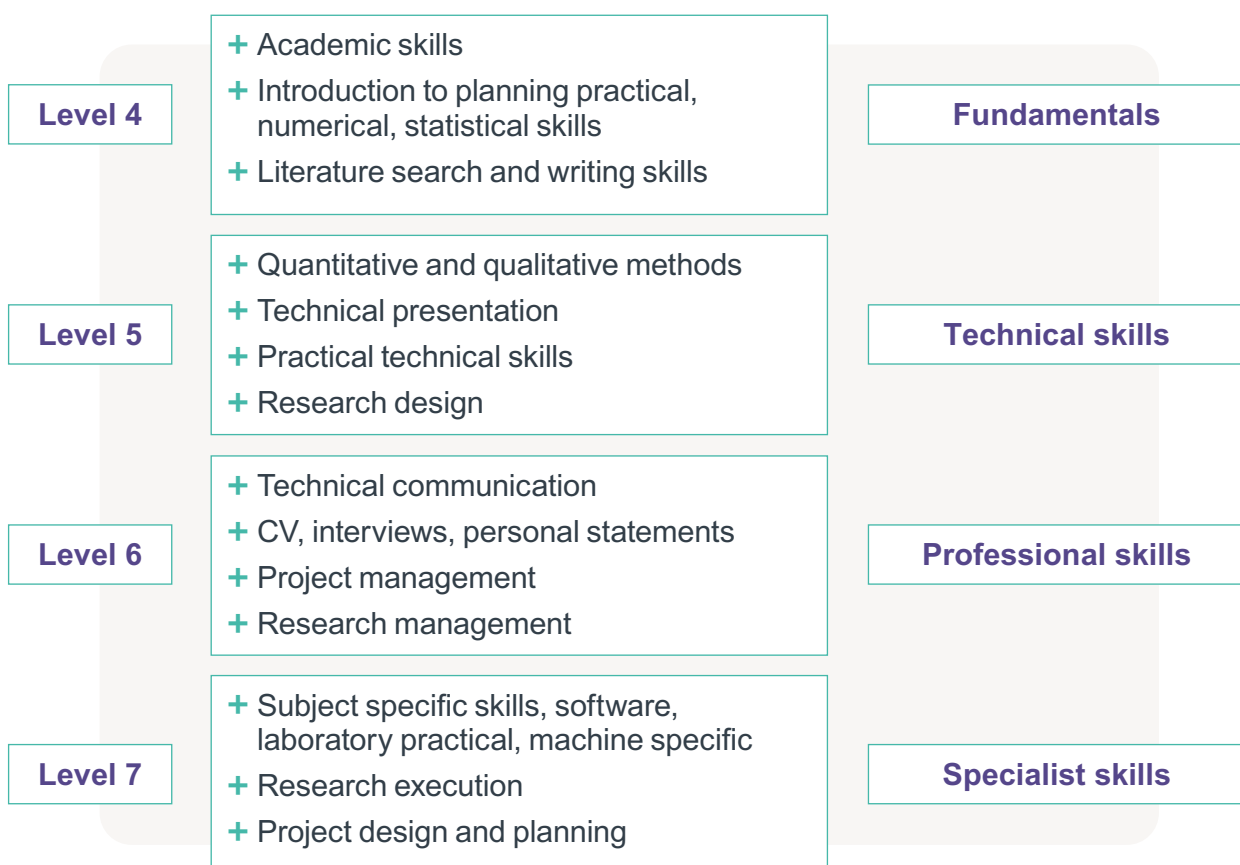 Level 4
+ Academic skills
+ Introduction to planning practical,
numerical, statistical skills
+ Literature search and writing skills
Fundamentals
Level 5
+ Quantitative and qualitative methods
+ Technical presentation
+ Practical technical skills
+ Research design
Technical skills
Level 6
+ Technical communication
+ CV, interviews, personal statements
+ Project management
+ Research management
Professional skills
Level 7
+ Subject specific skills, software,
laboratory practical, machine specific
+ Research execution
+ Project design and planning
Specialist skills